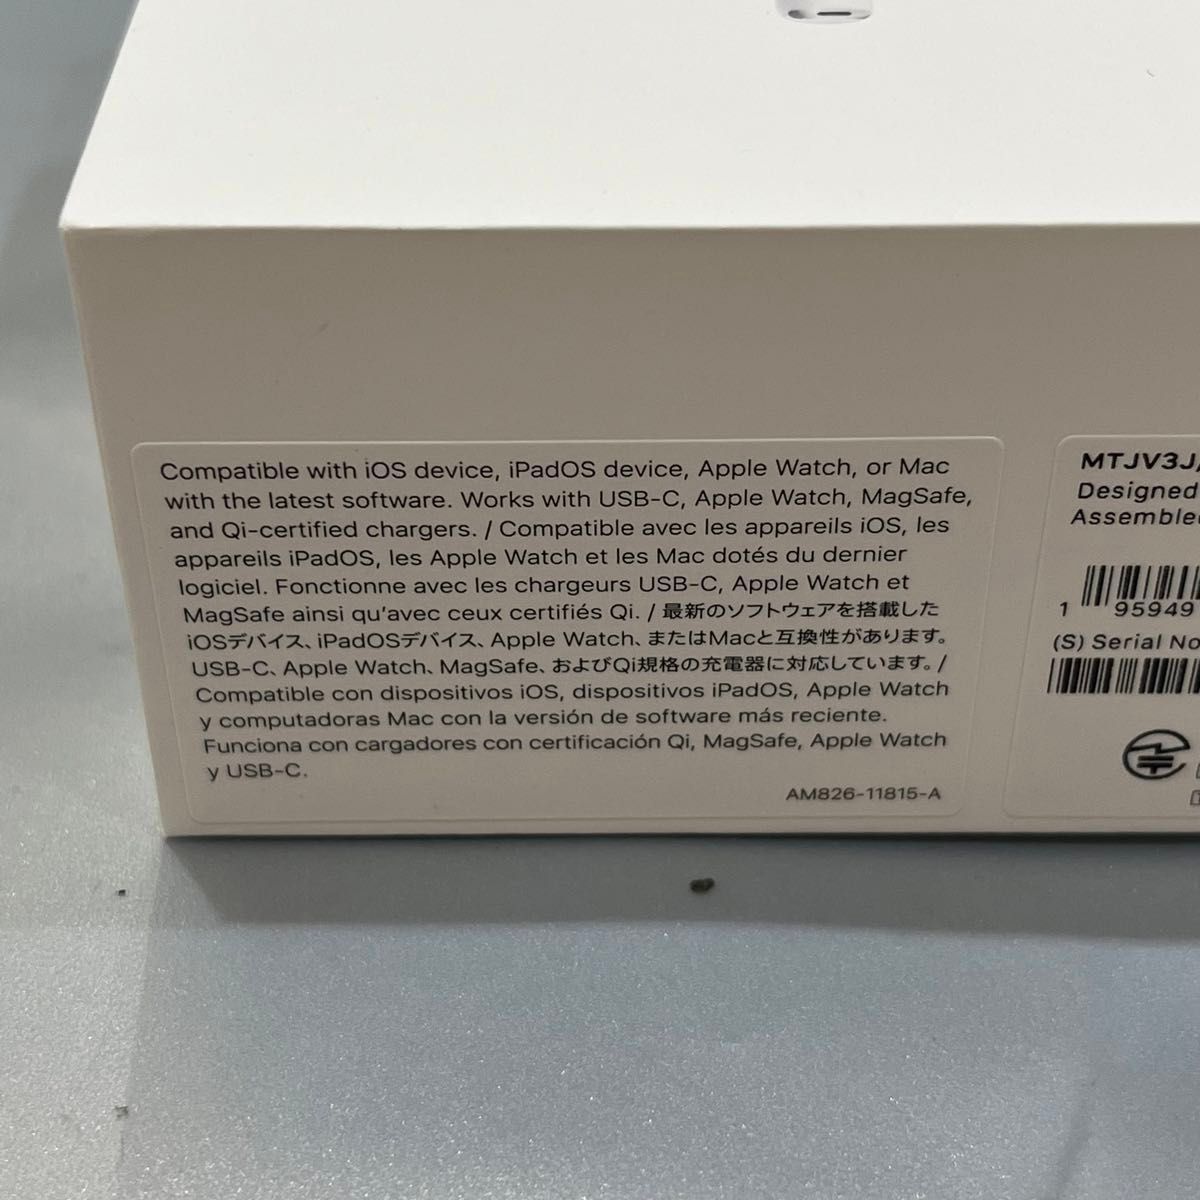 Compatible with iOS device, iPadOS device, Apple Watch, or Mac
with the latest software. Works with USB-C, Apple Watch, MagSafe,
and Qi-certified chargers. / Compatible avec les appareils iOS, les
appareils iPadOS, les Apple Watch et les Mac dotés du dernier
logiciel. Fonctionne avec les chargeurs USB-C, Apple Watch et
MagSafe ainsi qu'avec ceux certifiés Qi. / 最新のソフトウェアを搭載した
iOSデバイス、iPadOSデバイス、Apple Watch、またはMacと互換性があります。
USB-C、Apple Watch、MagSafe、およびQi規格の充電器に対応しています。/
Compatible con dispositivos iOS, dispositivos iPadOS, Apple Watch
y computadoras Mac con la versión de software más reciente.
Funciona con cargadores con certificación Qi, MagSafe, Apple Watch
y USB-C.
AM826-11815-A
MTJV3J/
Designed
Assembled
1 95949
(S) Serial No